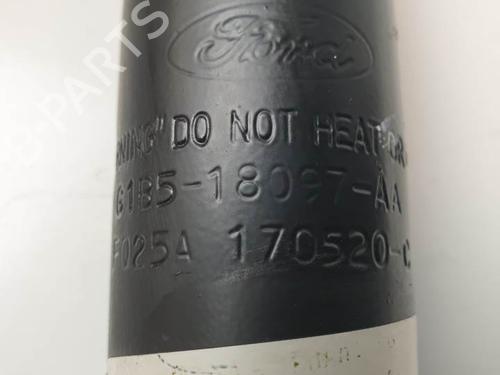 PARTS
Ford
"WARNING" DO NOT HEAT OR
G1B5-18097-AA
F025A 170520-C